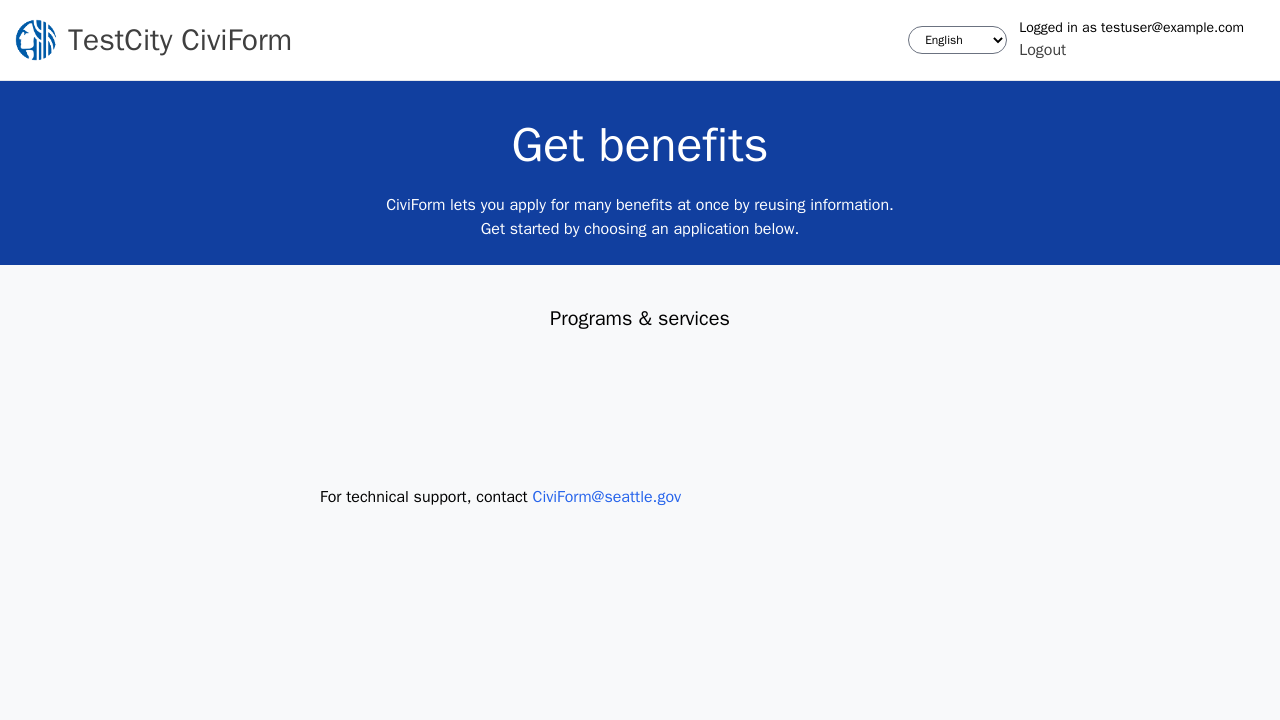 TestCity CiviForm
English
Logged in as testuser@example.com
Logout
Get benefits
CiviForm lets you apply for many benefits at once by reusing information.
Get started by choosing an application below.
Programs & services
For technical support, contact CiviForm@seattle.gov